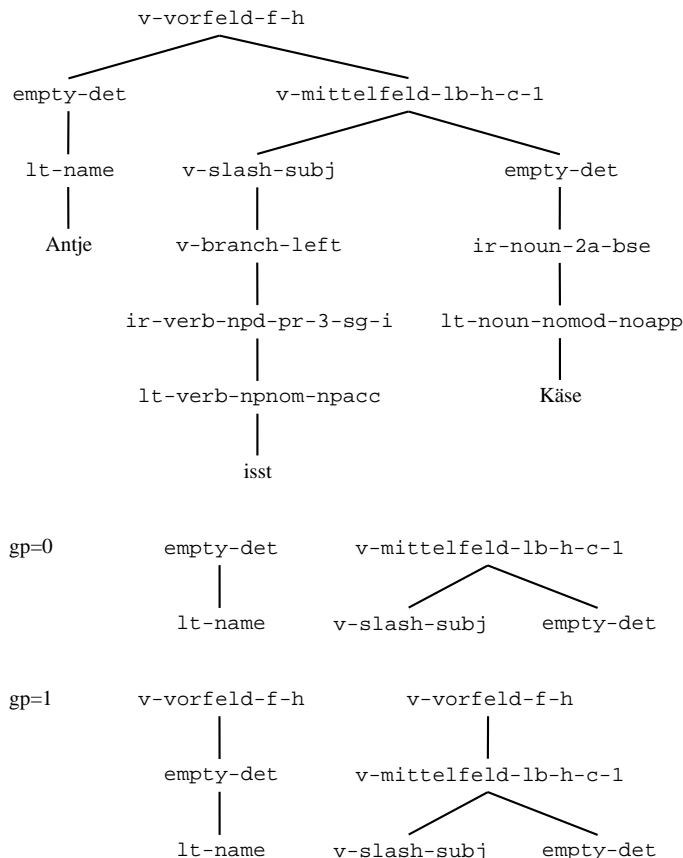 v-vorfeld-f-h
empty-det v-mittelfeld-lb-h-c-1
lt-name v-slash-subj empty-det
Antje v-branch-left ir-noun-2a-bse
ir-verb-npd-pr-3-sg-i lt-noun-nomod-noapp
lt-verb-npnom-npacc Käse
isst
gp=0 empty-det v-mittelfeld-lb-h-c-1
lt-name v-slash-subj empty-det
gp=1 v-vorfeld-f-h v-vorfeld-f-h
empty-det v-mittelfeld-lb-h-c-1
lt-name v-slash-subj empty-det